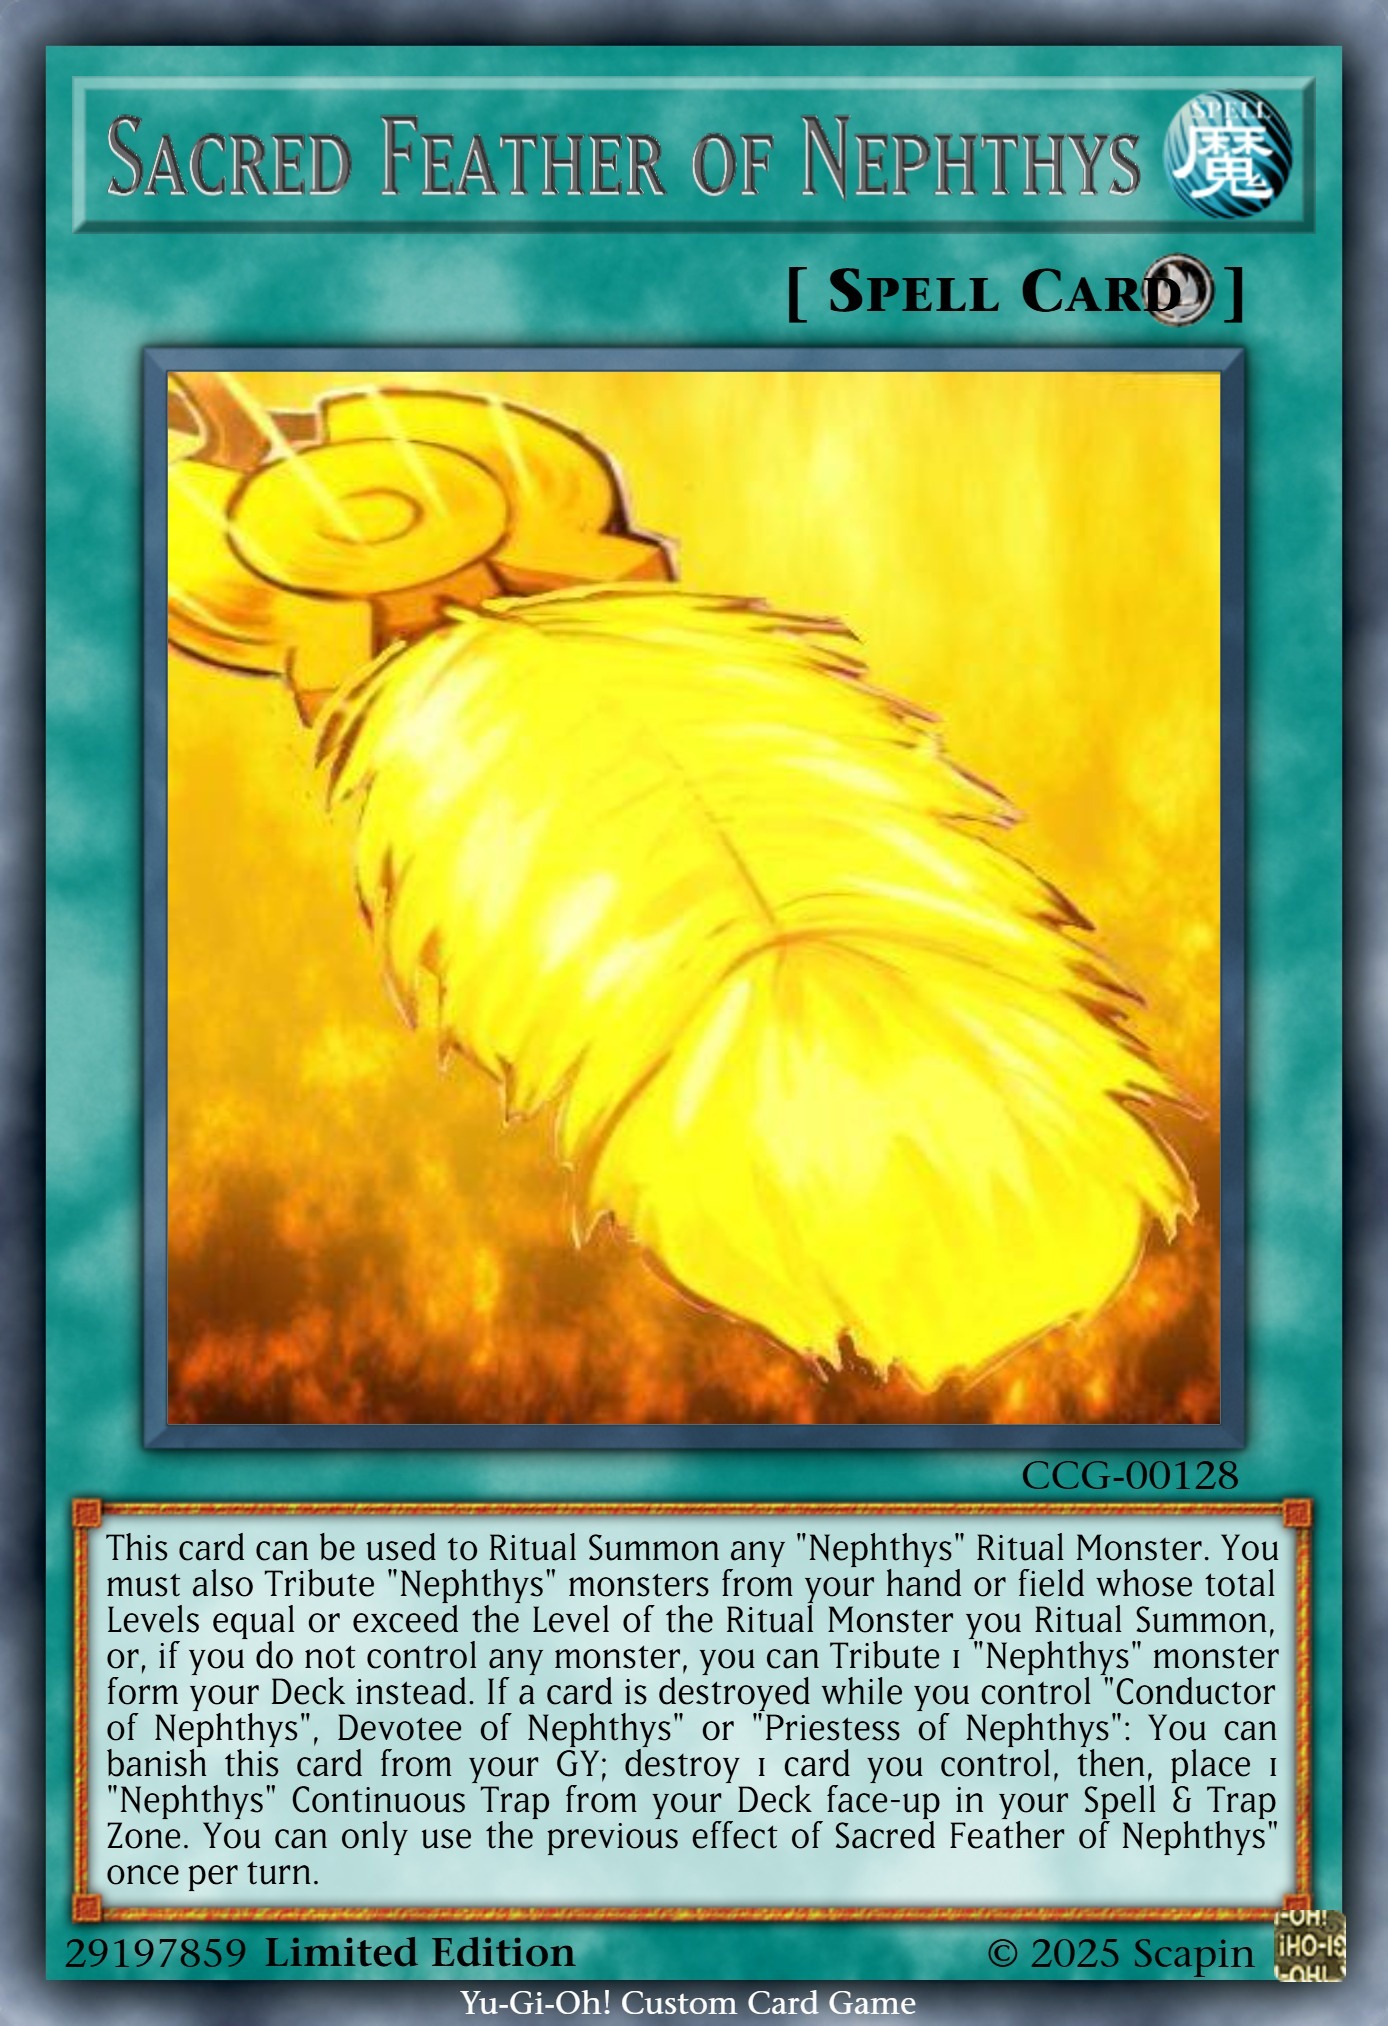 Sacred Feather of Nephthys
SPELL
魔
[ Spell Card ]
CCG-00128
This card can be used to Ritual Summon any "Nephthys" Ritual Monster. You
must also Tribute "Nephthys" monsters from your hand or field whose total
Levels equal or exceed the Level of the Ritual Monster you Ritual Summon,
or, if you do not control any monster, you can Tribute 1 "Nephthys" monster
form your Deck instead. If a card is destroyed while you control "Conductor
of Nephthys", Devotee of Nephthys" or "Priestess of Nephthys": You can
banish this card from your GY; destroy 1 card you control, then, place 1
"Nephthys" Continuous Trap from your Deck face-up in your Spell & Trap
Zone. You can only use the previous effect of Sacred Feather of Nephthys"
once per turn.
29197859 Limited Edition
© 2025 Scapin
Yu-Gi-Oh! Custom Card Game